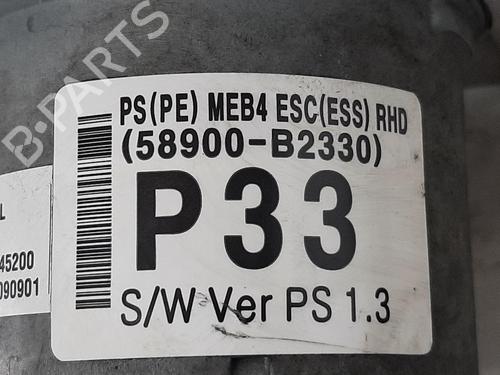 B-PARTS
PS(PE) MEB4 ESC(ESS) RHD
(58900-B2330)
P33
S/W Ver PS 1.3
L
45200
090901